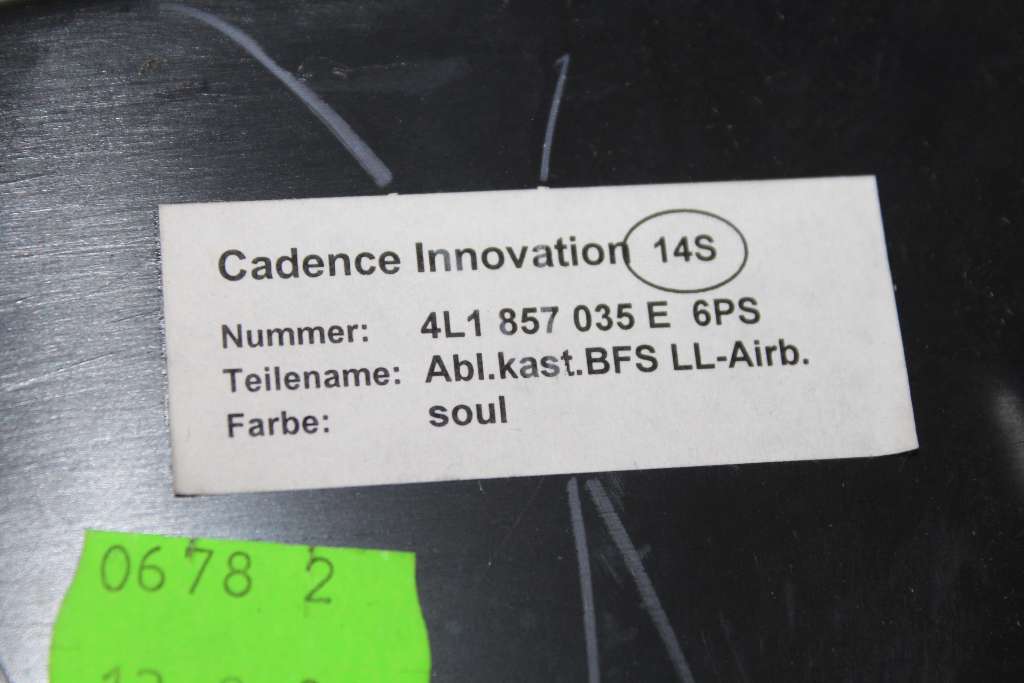 Cadence Innovation 14S
Nummer: 4L1 857 035 E 6PS
Teilename: Abl.kast.BFS LL-Airb.
Farbe: soul
0678 2